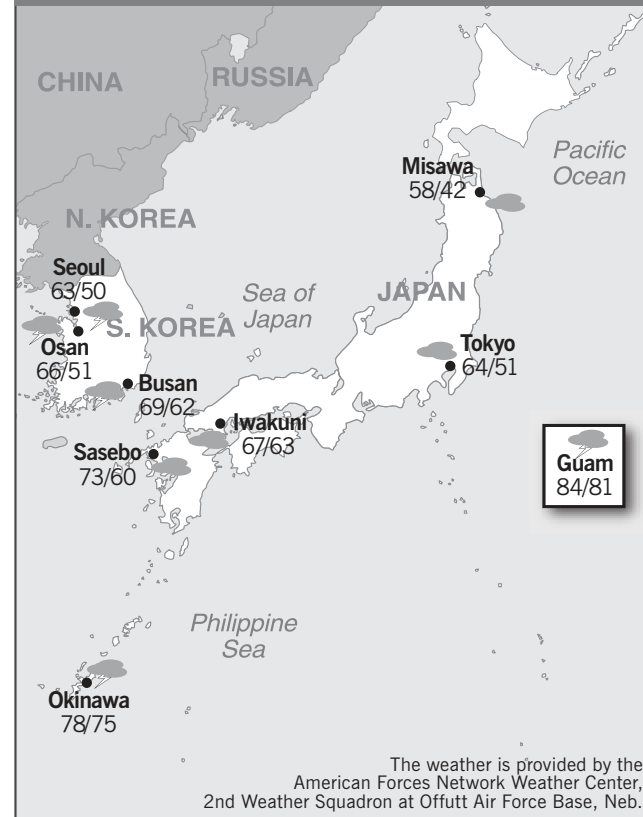 CHINA
RUSSIA
Pacific
Ocean
Misawa
58/42
N. KOREA
Seoul
63/50
Sea of
Japan
JAPAN
S. KOREA
Osan
66/51
Tokyo
64/51
Busan
69/62
Iwakuni
67/63
Sasebo
73/60
Guam
84/81
Philippine
Sea
Okinawa
78/75
The weather is provided by the
American Forces Network Weather Center,
2nd Weather Squadron at Offutt Air Force Base, Neb.